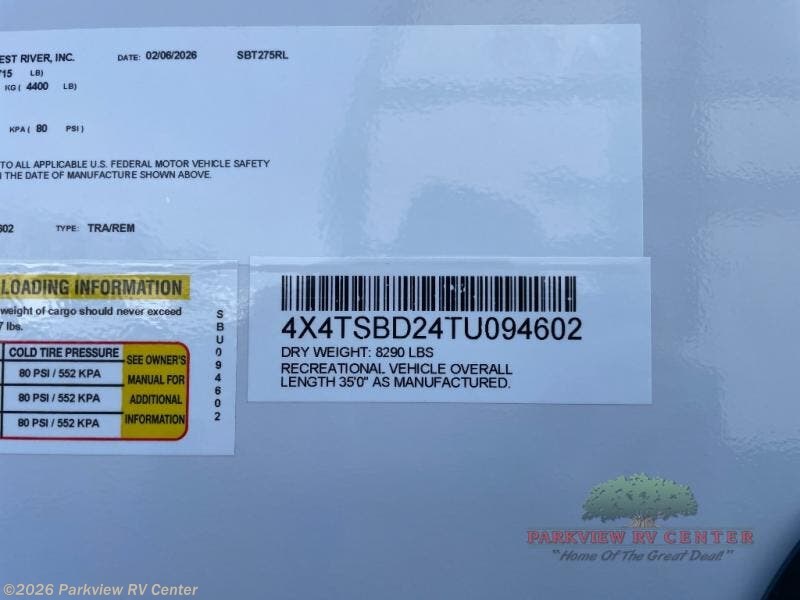 EST RIVER, INC. DATE: 02/06/2026 SBT275RL
715 LB)
KG ( 4400 LB)
KPA ( 80 PSI )
TO ALL APPLICABLE U.S. FEDERAL MOTOR VEHICLE SAFETY
THE DATE OF MANUFACTURE SHOWN ABOVE.
602 TYPE: TRA/REM
LOADING INFORMATION
weight of cargo should never exceed
7 lbs.
COLD TIRE PRESSURE
80 PSI / 552 KPA
80 PSI / 552 KPA
80 PSI / 552 KPA
SEE OWNER'S
MANUAL FOR
ADDITIONAL
INFORMATION
SBU094602
4X4TSBD24TU094602
DRY WEIGHT: 8290 LBS
RECREATIONAL VEHICLE OVERALL
LENGTH 35'0" AS MANUFACTURED.
PARKVIEW RV CENTER
"Home Of The Great Deal!"
©2026 Parkview RV Center